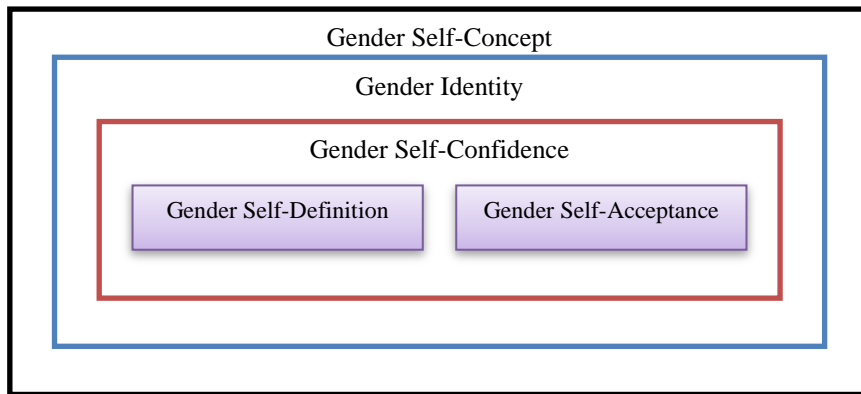 Gender Self-Concept
Gender Identity
Gender Self-Confidence
Gender Self-Definition
Gender Self-Acceptance